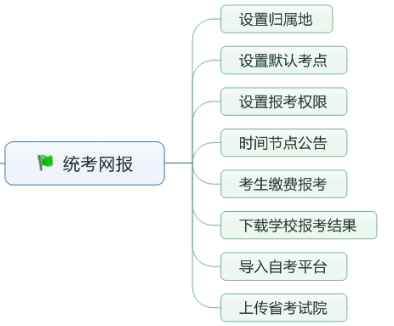 设置归属地
设置默认考点
设置报考权限
时间节点公告
统考网报
考生缴费报考
下载学校报考结果
导入自考平台
上传省考试院